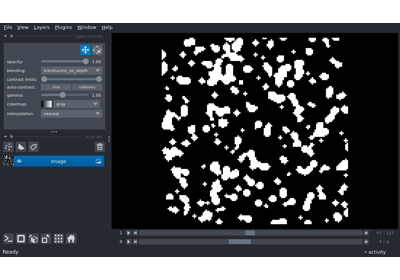 File View Layers Plugins Window Help
opacity: 1.00
blending: translucent_no_depth
contrast limits:
auto-contrast: once continuous
gamma: 1.00
colormap: gray
interpolation: nearest
Image
1
0
Ready
activity